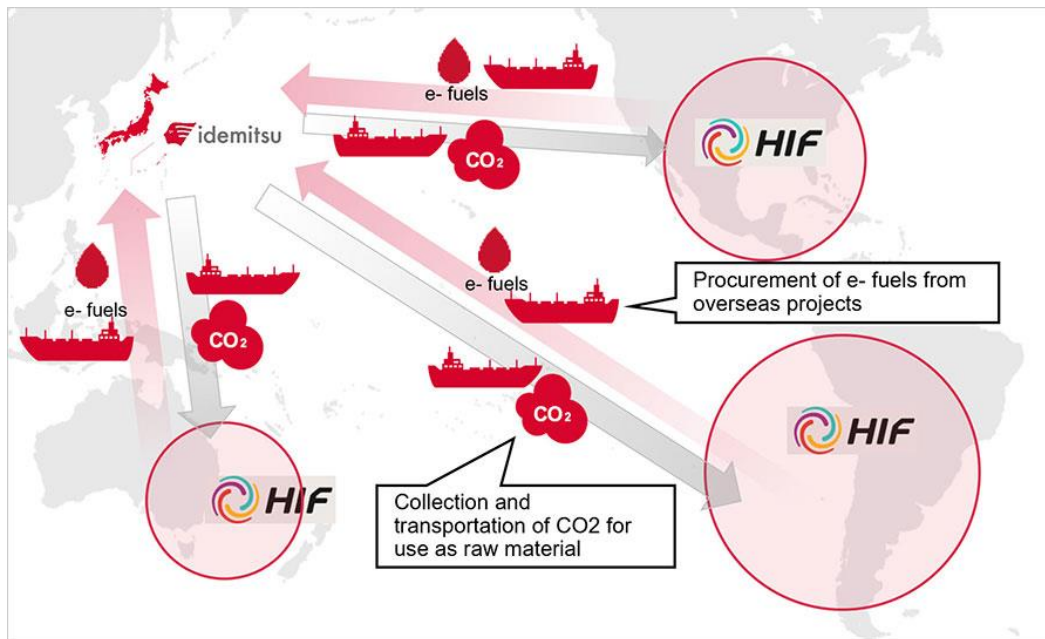 e- fuels
idemitsu
CO2
HIF
e- fuels
Procurement of e- fuels from
overseas projects
e- fuels
CO2
CO2
HIF
HIF
Collection and
transportation of CO2 for
use as raw material